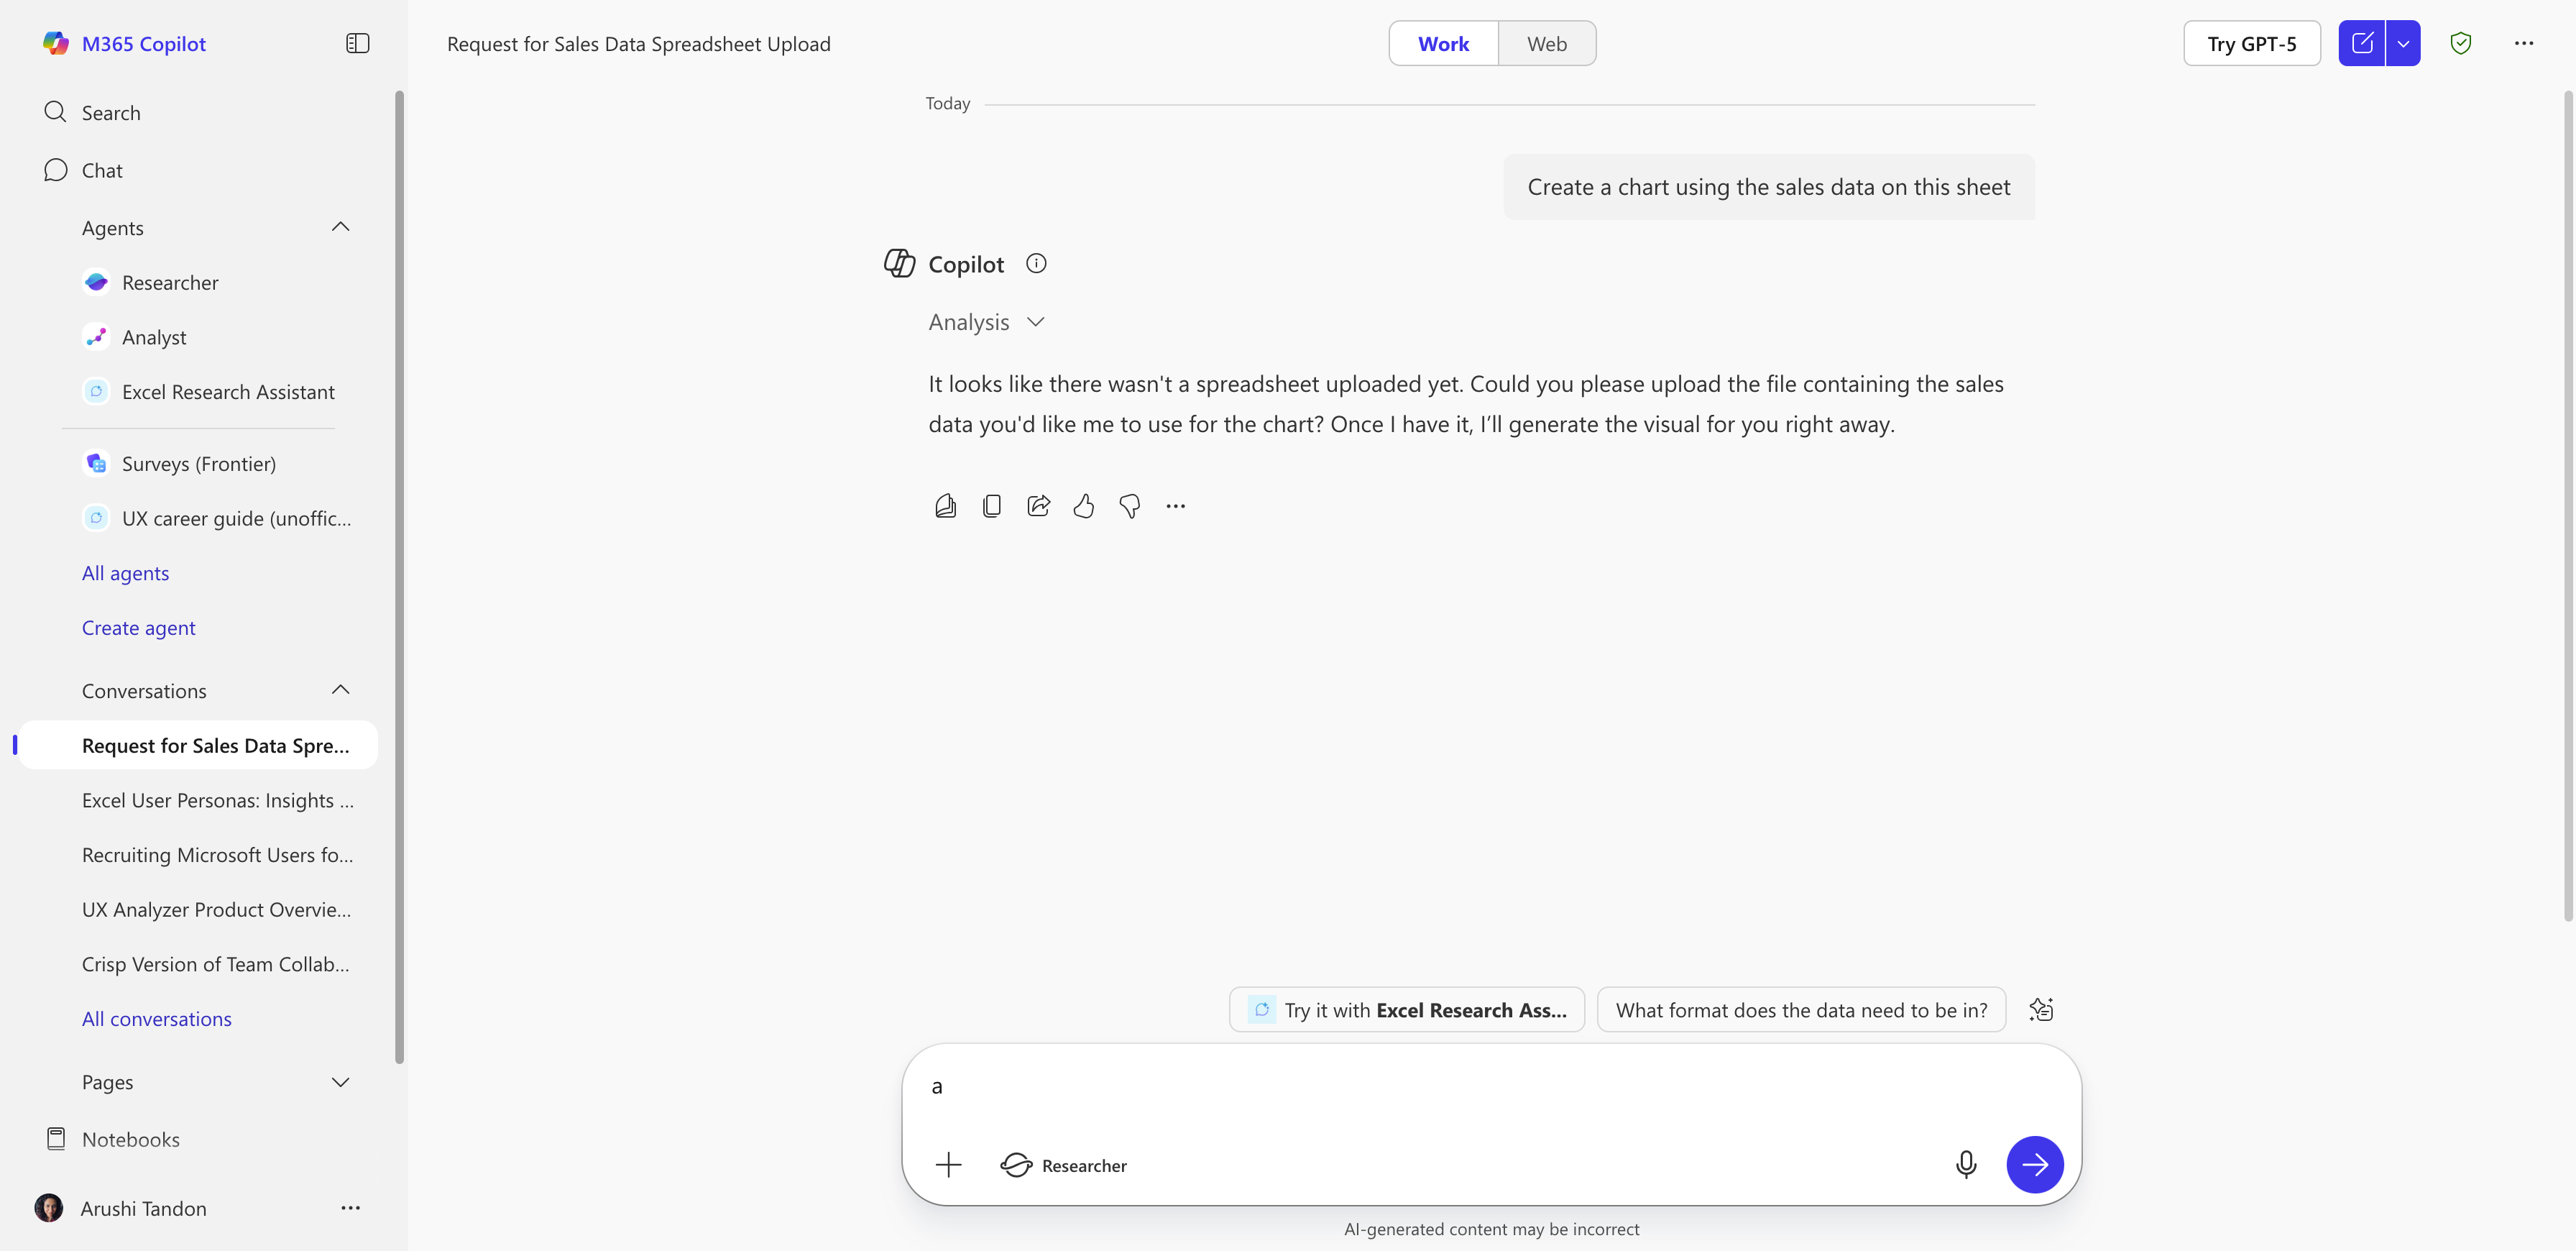 M365 Copilot
Search
Chat
Agents
Researcher
Analyst
Excel Research Assistant
Surveys (Frontier)
UX career guide (unoffic...
All agents
Create agent
Conversations
Request for Sales Data Spre...
Excel User Personas: Insights ...
Recruiting Microsoft Users fo...
UX Analyzer Product Overvie...
Crisp Version of Team Collab...
All conversations
Pages
Notebooks
Arushi Tandon
Request for Sales Data Spreadsheet Upload
Work
Web
Try GPT-5
Today
Create a chart using the sales data on this sheet
Copilot
Analysis
It looks like there wasn't a spreadsheet uploaded yet. Could you please upload the file containing the sales
data you'd like me to use for the chart? Once I have it, I’ll generate the visual for you right away.
Try it with Excel Research Ass...
What format does the data need to be in?
a
Researcher
AI-generated content may be incorrect